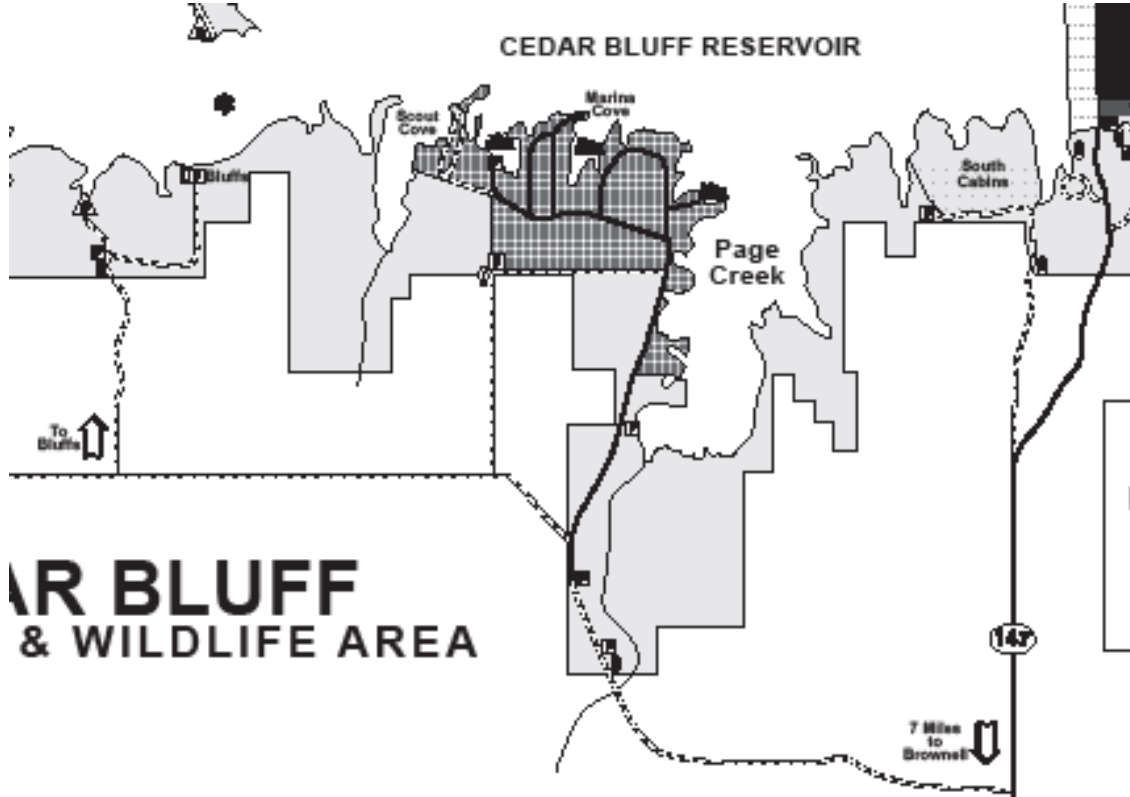 CEDAR BLUFF RESERVOIR
Marina
Cove
Scout
Cove
Bluffs
South
Cabins
Page
Creek
To
Bluffs
AR BLUFF
& WILDLIFE AREA
147
7 Miles
to
Brownell